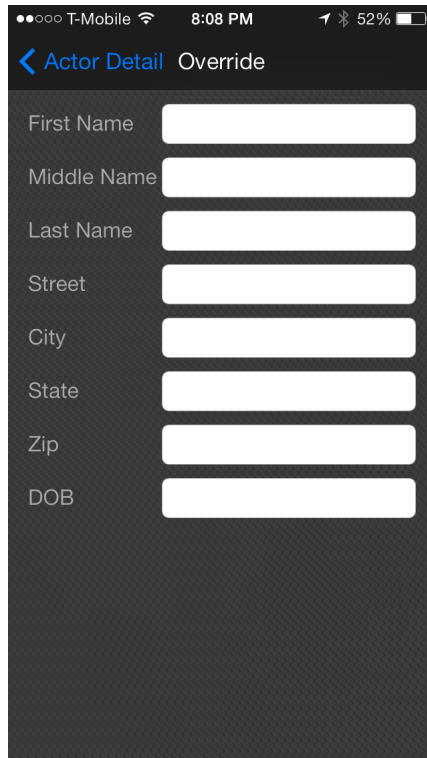 T-Mobile 8:08 PM 52%
Actor Detail Override
First Name
Middle Name
Last Name
Street
City
State
Zip
DOB